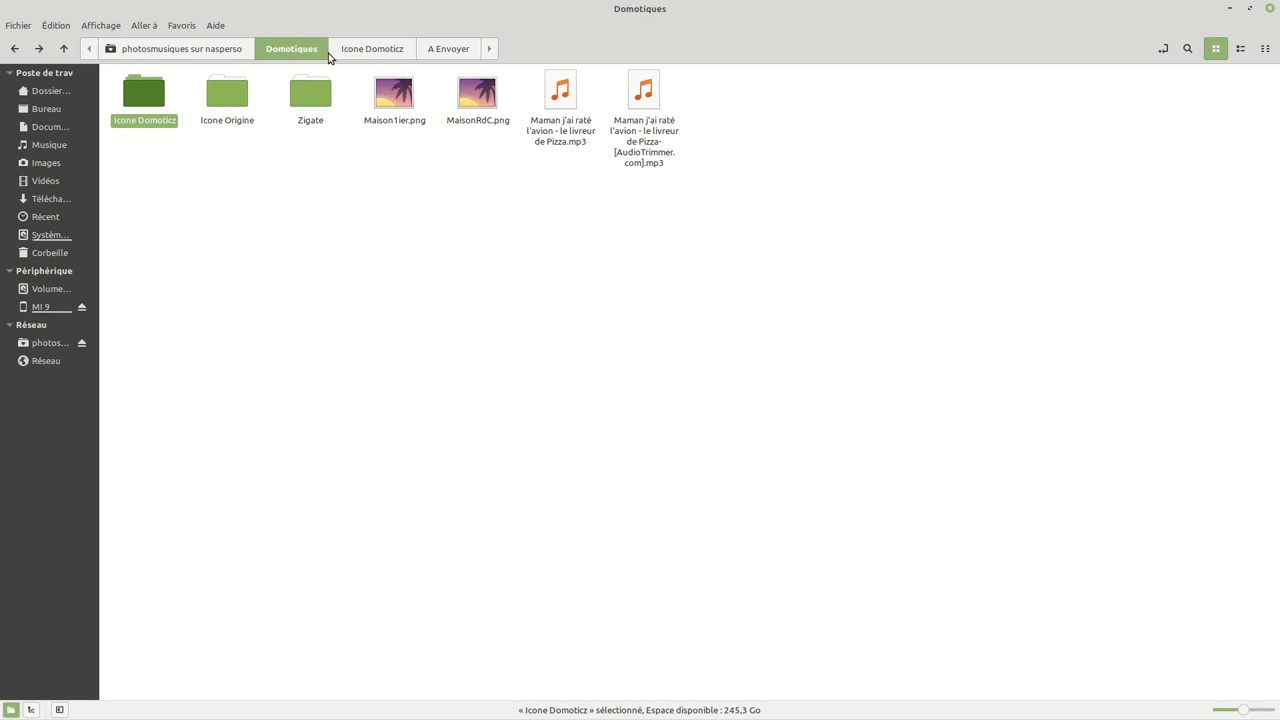 Domotiques
Fichier Édition Affichage Aller à Favoris Aide
photosmusiques sur nasperso Domotiques Icone Domoticz A Envoyer
Poste de trav
Dossier...
Bureau
Docum...
Musique
Images
Vidéos
Télécha...
Récent
Systèm...
Corbeille
Périphérique
Volume...
MI 9
Réseau
photos...
Réseau
Icone Domoticz
Icone Origine
Zigate
Maison1ier.png
MaisonRdC.png
Maman j'ai raté
l'avion - le livreur
de Pizza.mp3
Maman j'ai raté
l'avion - le livreur
de Pizza-
[AudioTrimmer.
com].mp3
« Icone Domoticz » sélectionné, Espace disponible : 245,3 Go